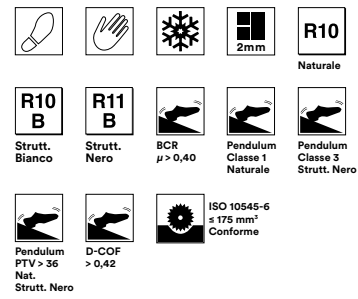 2mm
R10
Naturale
R10
B
Strutt.
Bianco
R11
B
Strutt.
Nero
BCR
µ > 0,40
Pendulum
Classe 1
Naturale
Pendulum
Classe 3
Strutt. Nero
Pendulum
PTV > 36
Nat.
Strutt. Nero
D-COF
> 0,42
ISO 10545-6
≤ 175 mm³
Conforme